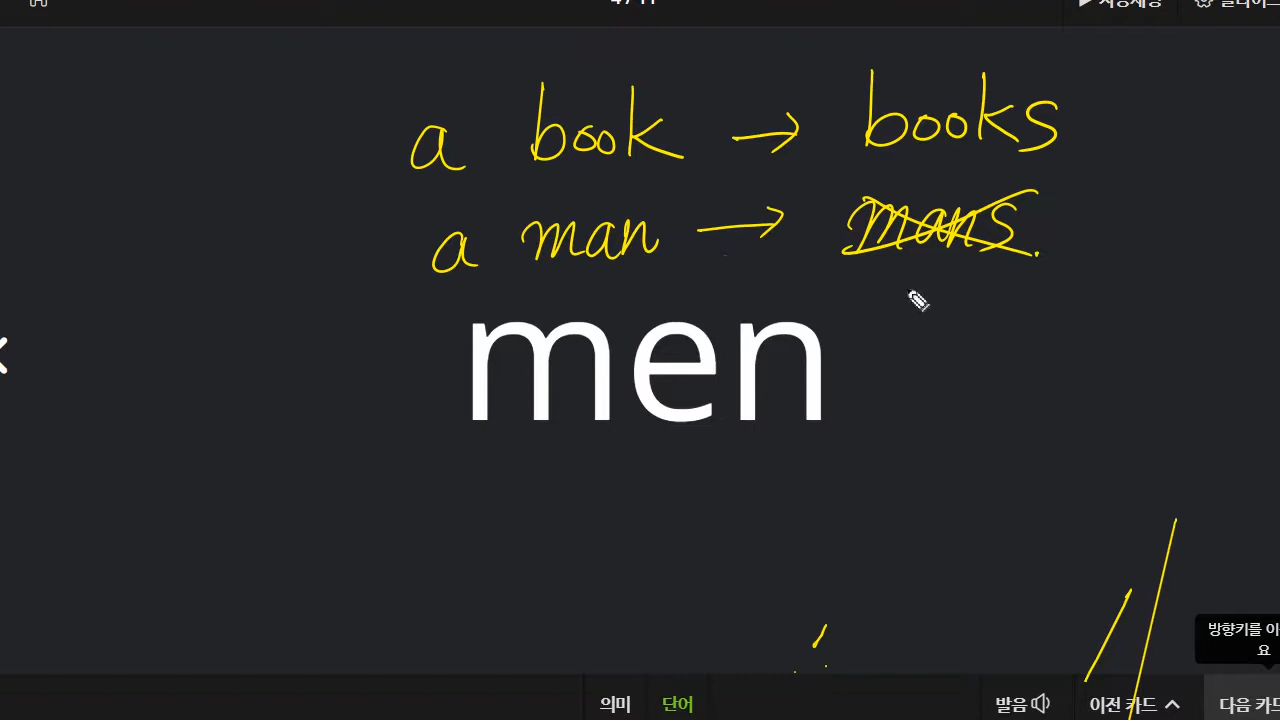 a book → books
a man → mans.
men
방향키를 이
요
의미 단어 발음 이전 카드 다음 카드